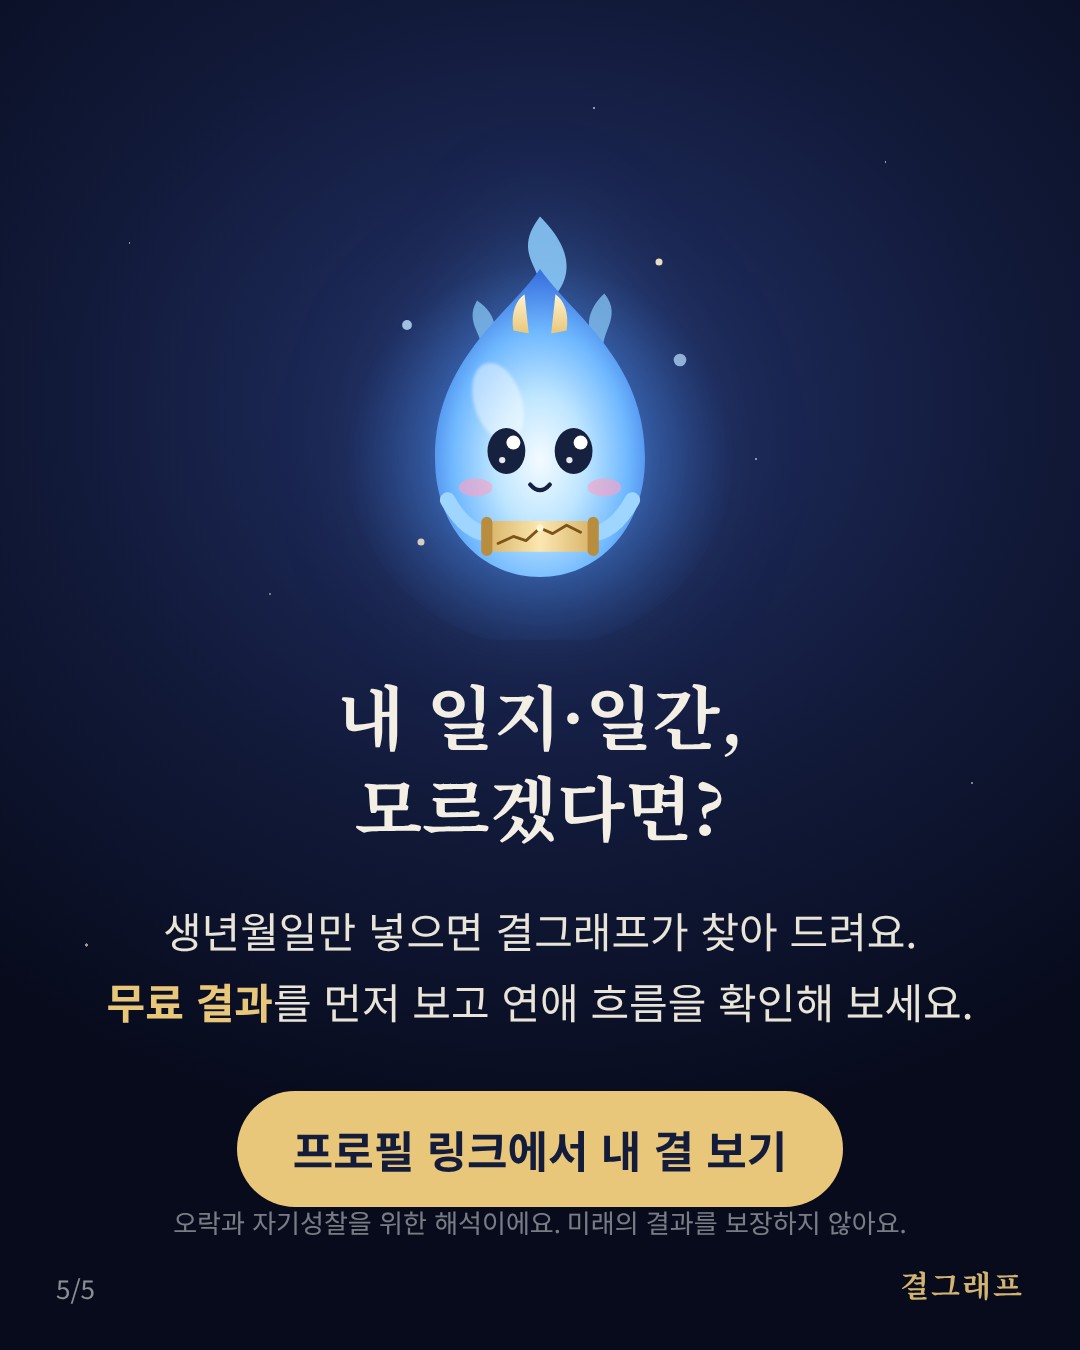 내 일지·일간,
모르겠다면?
생년월일만 넣으면 결그래프가 찾아 드려요.
무료 결과를 먼저 보고 연애 흐름을 확인해 보세요.
프로필 링크에서 내 결 보기
오락과 자기성찰을 위한 해석이에요. 미래의 결과를 보장하지 않아요.
5/5
결그래프